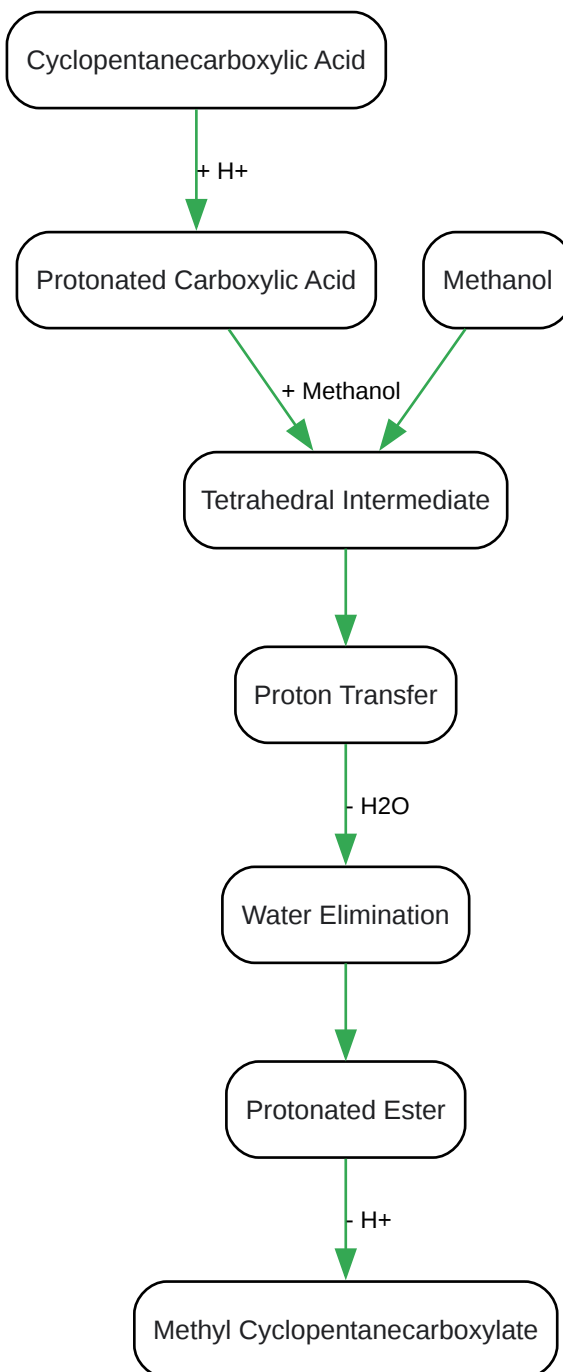 Cyclopentanecarboxylic Acid
+ H+
Protonated Carboxylic Acid
Methanol
+ Methanol
Tetrahedral Intermediate
Proton Transfer
- H2O
Water Elimination
Protonated Ester
- H+
Methyl Cyclopentanecarboxylate